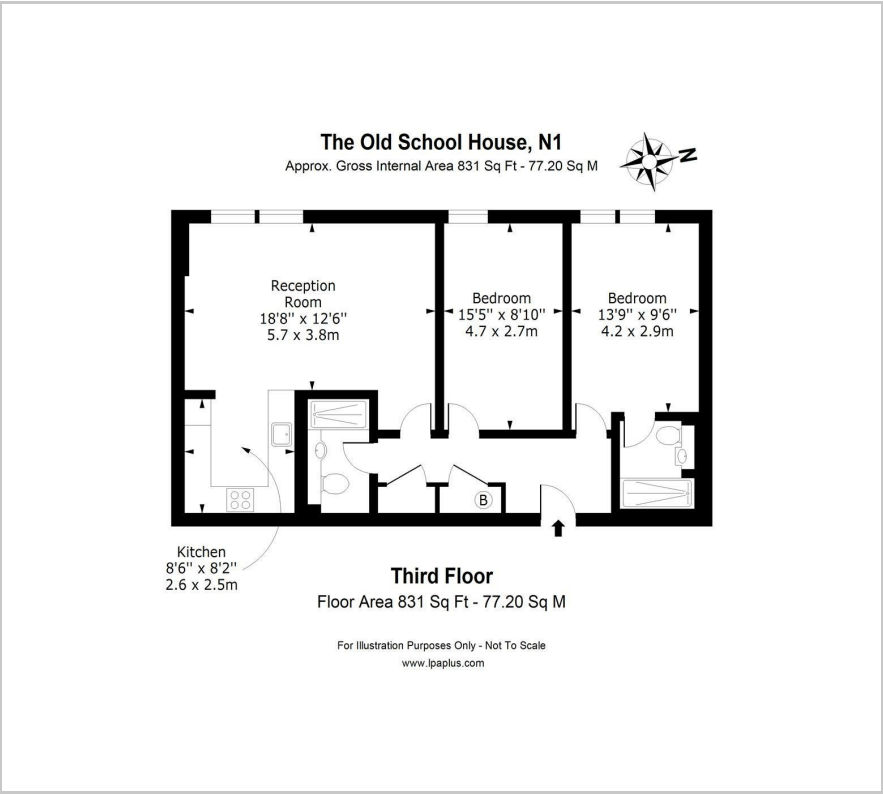 The Old School House, N1
Approx. Gross Internal Area 831 Sq Ft - 77.20 Sq M
N
Reception
Room
18'8" x 12'6"
5.7 x 3.8m
Bedroom
15'5" x 8'10"
4.7 x 2.7m
Bedroom
13'9" x 9'6"
4.2 x 2.9m
B
Kitchen
8'6" x 8'2"
2.6 x 2.5m
Third Floor
Floor Area 831 Sq Ft - 77.20 Sq M
For Illustration Purposes Only - Not To Scale
www.lpaplus.com